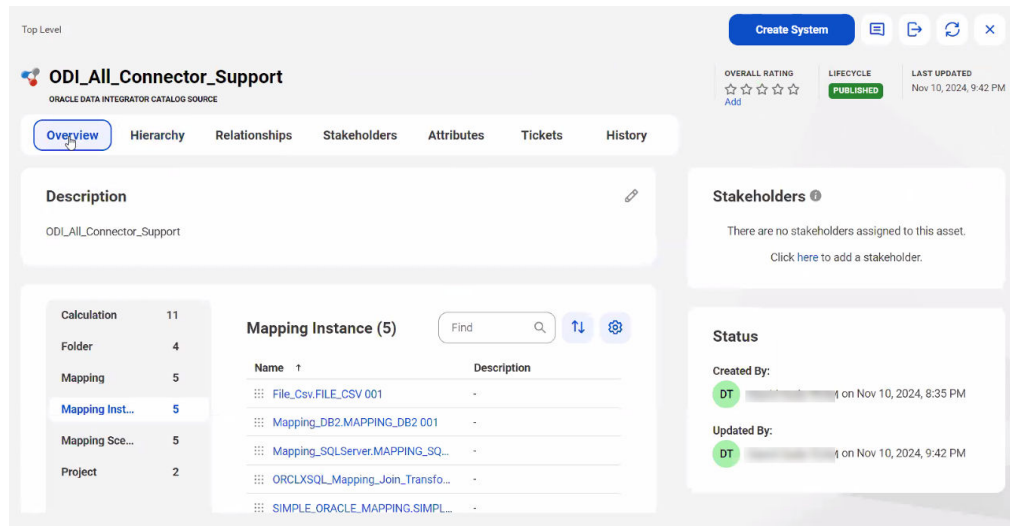 Top Level
Create System
ODI_All_Connector_Support
ORACLE DATA INTEGRATOR CATALOG SOURCE
OVERALL RATING
Add
LIFECYCLE
PUBLISHED
LAST UPDATED
Nov 10, 2024, 9:42 PM
Overview Hierarchy Relationships Stakeholders Attributes Tickets History
Description
ODI_All_Connector_Support
Stakeholders
There are no stakeholders assigned to this asset.
Click here to add a stakeholder.
Calculation 11
Folder 4
Mapping 5
Mapping Inst... 5
Mapping Sce... 5
Project 2
Mapping Instance (5)
Find
Name ↑ Description
File_Csv.FILE_CSV 001 -
Mapping_DB2.MAPPING_DB2 001 -
Mapping_SQLServer.MAPPING_SQ... -
ORCLXSQL_Mapping_Join_Transfo... -
SIMPLE_ORACLE_MAPPING.SIMPL... -
Status
Created By:
DT on Nov 10, 2024, 8:35 PM
Updated By:
DT on Nov 10, 2024, 9:42 PM